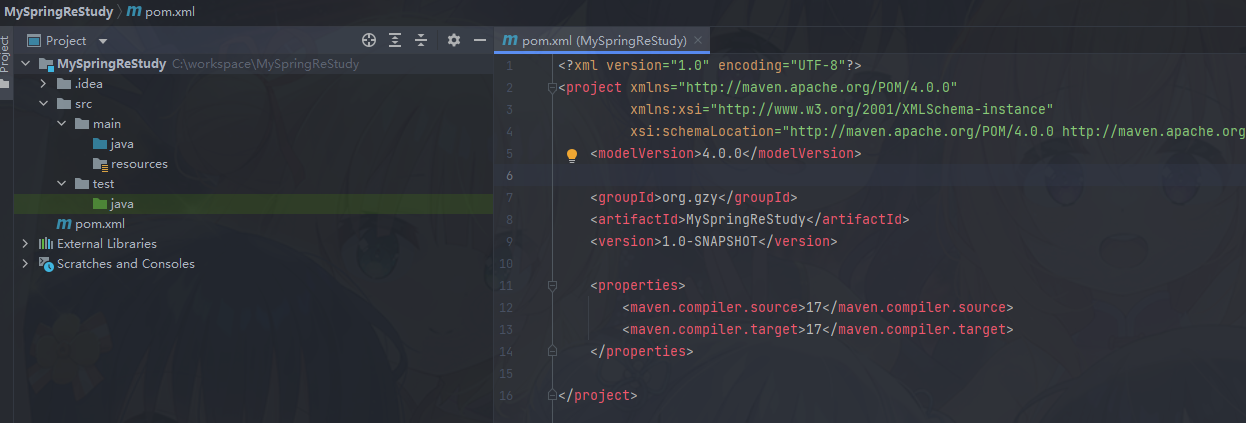 MySpringReStudy pom.xml
Project
Project
pom.xml (MySpringReStudy)
MySpringReStudy C:\workspace\MySpringReStudy
.idea
src
main
java
resources
test
java
pom.xml
External Libraries
Scratches and Consoles
1 <?xml version="1.0" encoding="UTF-8"?>
2 <project xmlns="http://maven.apache.org/POM/4.0.0"
3 xmlns:xsi="http://www.w3.org/2001/XMLSchema-instance"
4 xsi:schemaLocation="http://maven.apache.org/POM/4.0.0 http://maven.apache.org
5 <modelVersion>4.0.0</modelVersion>
6
7 <groupId>org.gzy</groupId>
8 <artifactId>MySpringReStudy</artifactId>
9 <version>1.0-SNAPSHOT</version>
10
11 <properties>
12 <maven.compiler.source>17</maven.compiler.source>
13 <maven.compiler.target>17</maven.compiler.target>
14 </properties>
15
16 </project>